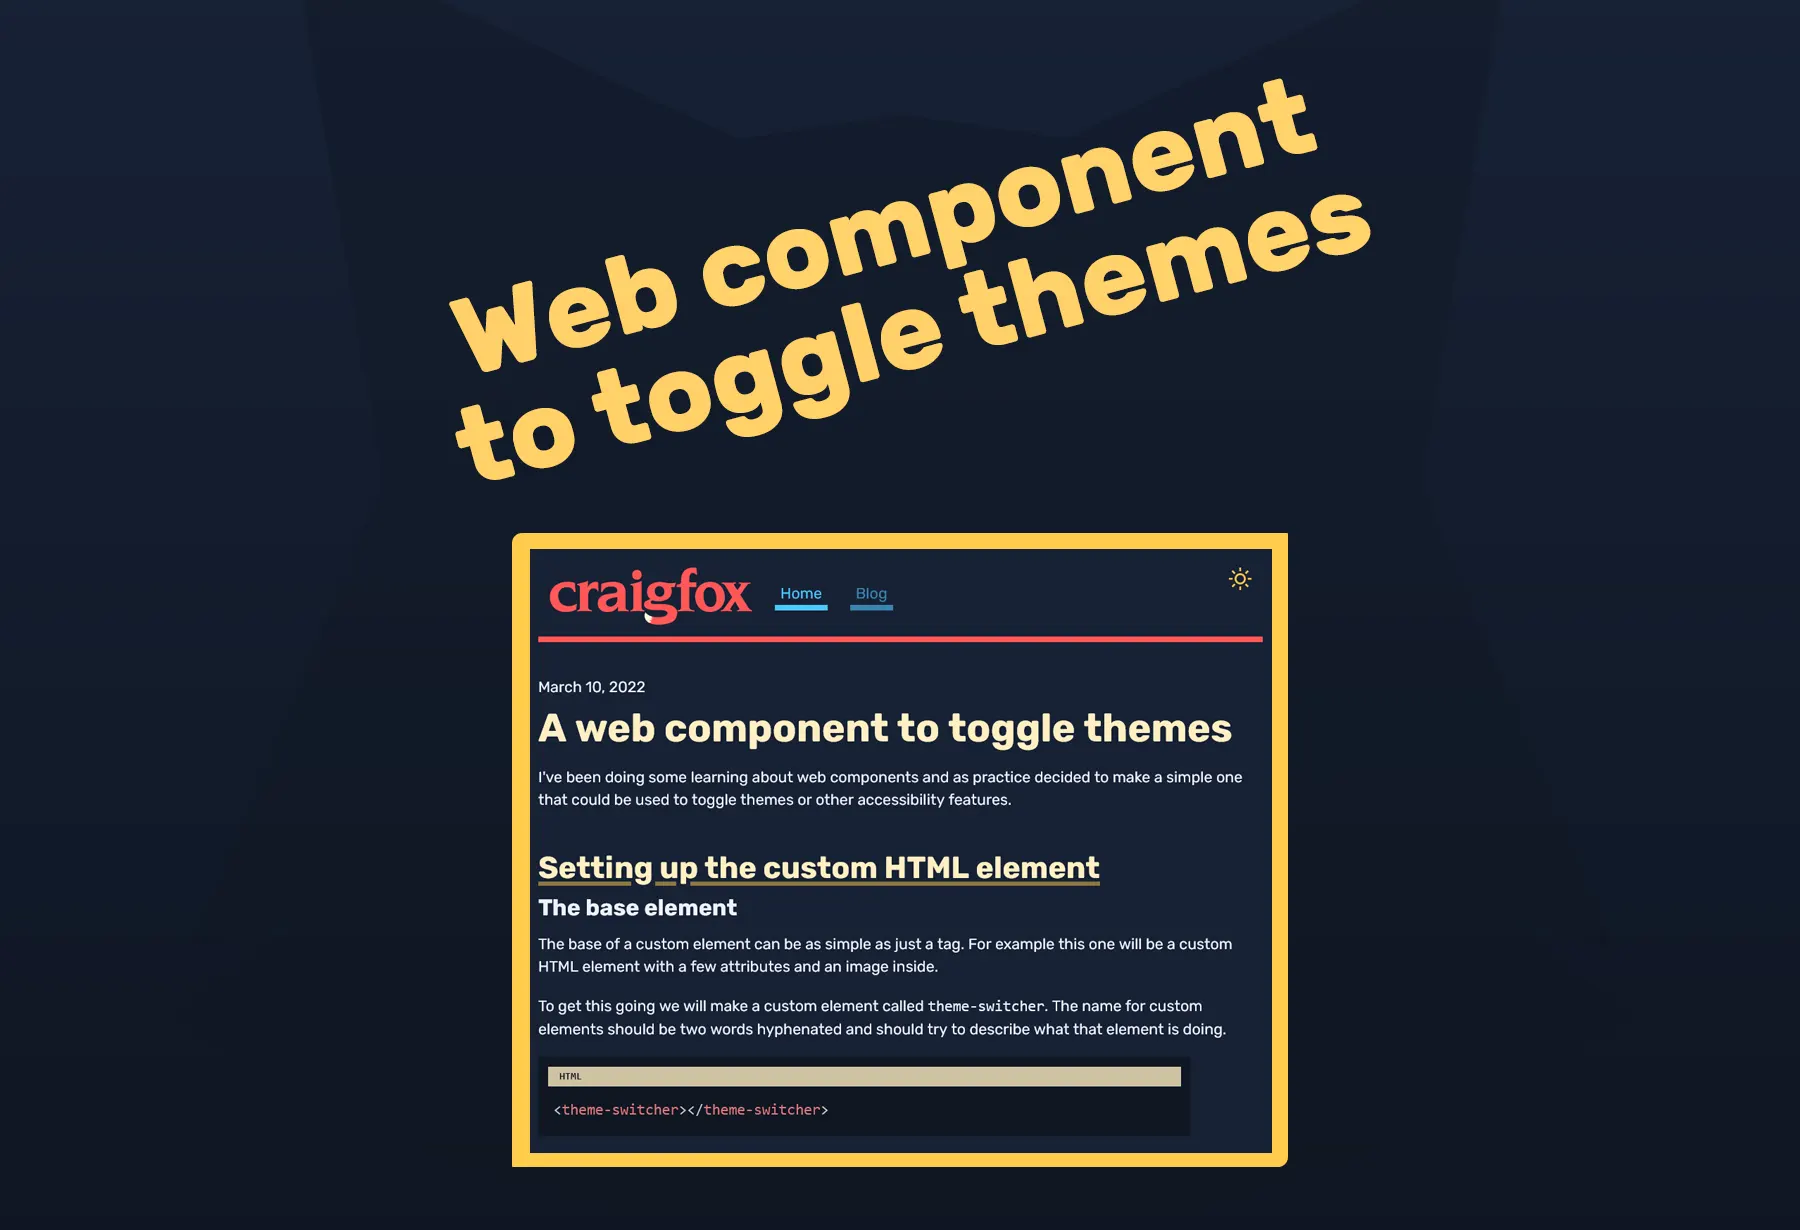 Web component
to toggle themes
craigfox
Home
Blog
March 10, 2022
A web component to toggle themes
I've been doing some learning about web components and as practice decided to make a simple one
that could be used to toggle themes or other accessibility features.
Setting up the custom HTML element
The base element
The base of a custom element can be as simple as just a tag. For example this one will be a custom
HTML element with a few attributes and an image inside.
To get this going we will make a custom element called theme-switcher. The name for custom
elements should be two words hyphenated and should try to describe what that element is doing.
HTML
<theme-switcher></theme-switcher>